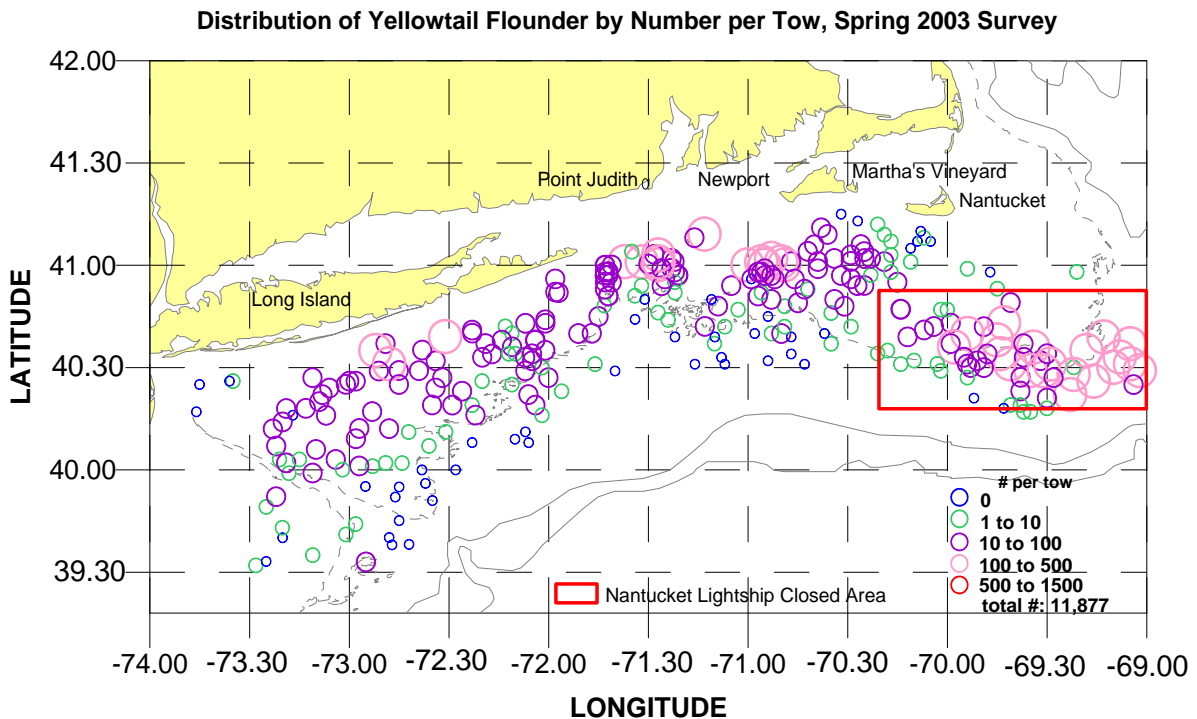 Distribution of Yellowtail Flounder by Number per Tow, Spring 2003 Survey
42.00
41.30
41.00
40.30
40.00
39.30
LATITUDE
Point Judith
Newport
Martha's Vineyard
Nantucket
Long Island
# per tow
0
1 to 10
10 to 100
100 to 500
500 to 1500
total #: 11,877
Nantucket Lightship Closed Area
-74.00 -73.30 -73.00 -72.30 -72.00 -71.30 -71.00 -70.30 -70.00 -69.30 -69.00
LONGITUDE